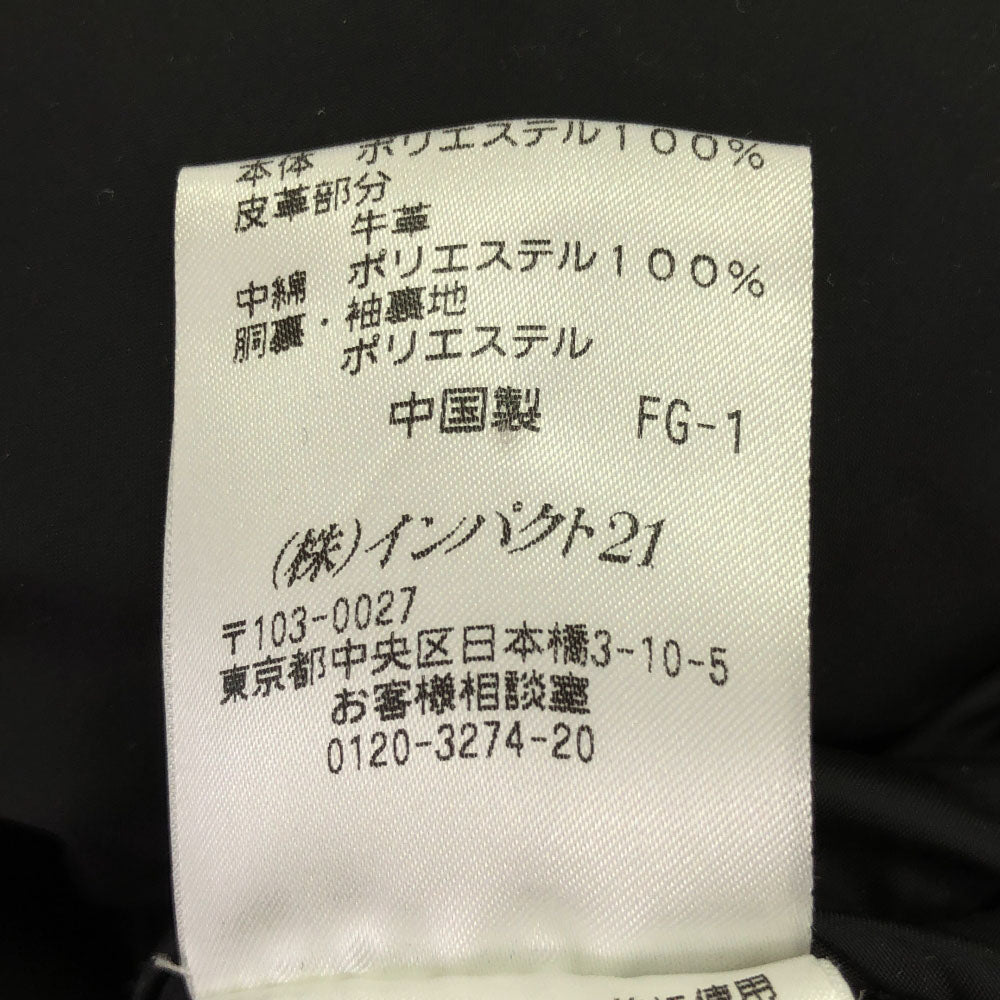 本体 ポリエステル100%
皮革部分
牛革
中綿 ポリエステル100%
胴裏・袖裏地
ポリエステル
中国製 FG-1
(株)インパクト21
〒103-0027
東京都中央区日本橋3-10-5
お客様相談室
0120-3274-20
使用